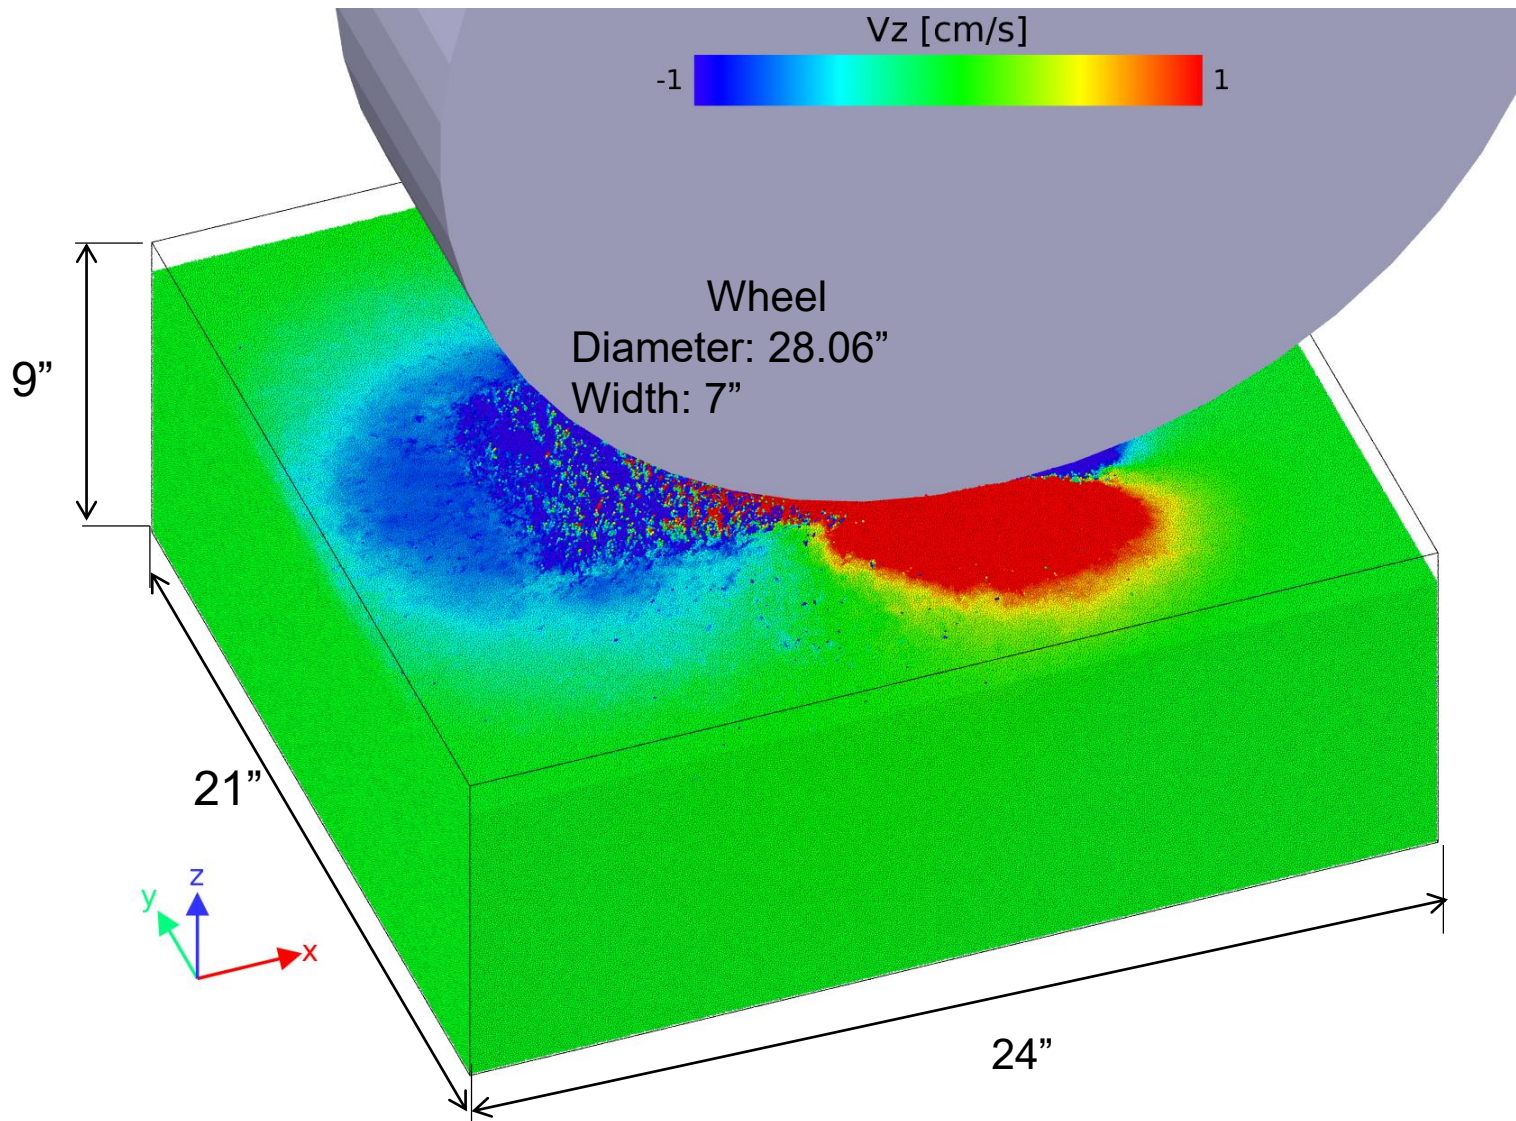 Vz [cm/s]
-1
1
Wheel
Diameter: 28.06”
Width: 7”
9”
21”
24”
z
y
x